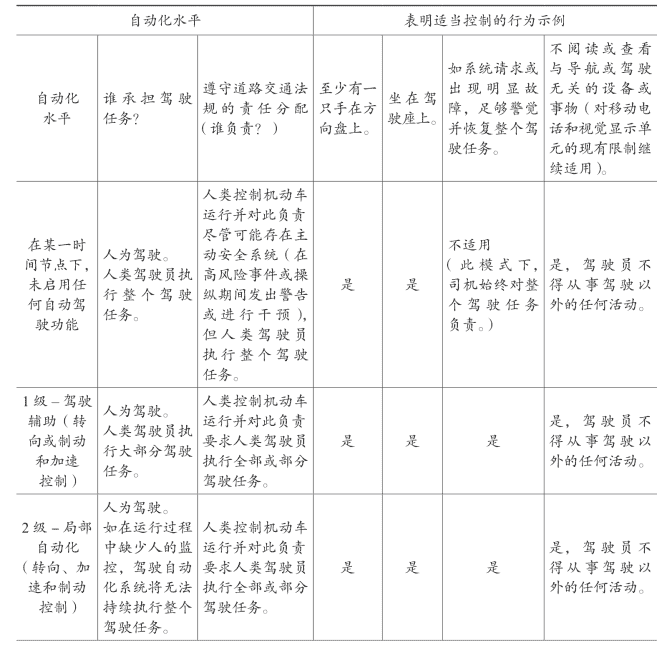 自动化水平
表明适当控制的行为示例
自动化
水平
谁承担驾驶
任务?
遵守道路交通法
规的责任分配
(谁负责? )
至少有一
只手在方
向盘上。
坐在驾
驶座上。
如系统请求或
出现明显故
障，足够警觉
并恢复整个驾
驶任务。
不阅读或查看
与导航或驾驶
无关的设备或
事物（对移动电
话和视觉显示单
元的现有限制继
续适用）。
在某一时
间节点下，
未启用任
何自动驾
驶功能
人为驾驶。
人类驾驶员执
行整个驾驶
任务。
人类控制机动车
运行并对此负责
尽管可能存在主
动安全系统（在
高风险事件或操
纵期间发出警告
或进行干预），
但人类驾驶员
执行整个驾驶
任务。
是
是
不适用
（此模式下，
司机始终对整
个驾驶任务
负责。）
是，驾驶员不
得从事驾驶以
外的任何活动。
1级–驾驶
辅助（转
向或制动
和加速
控制）
人为驾驶。
人类驾驶员执
行大部分驾驶
任务。
人类控制机动车
运行并对此负责
要求人类驾驶员
执行全部或部分
驾驶任务。
是
是
是
是，驾驶员不
得从事驾驶以
外的任何活动。
2级–局部
自动化
（转向、加
速和制动
控制）
人为驾驶。
如在运行过程
中缺少人的监
控，驾驶自动
化系统将无法
持续执行整个
驾驶任务。
人类控制机动车
运行并对此负责
要求人类驾驶员
执行全部或部分
驾驶任务。
是
是
是
是，驾驶员不
得从事驾驶以
外的任何活动。